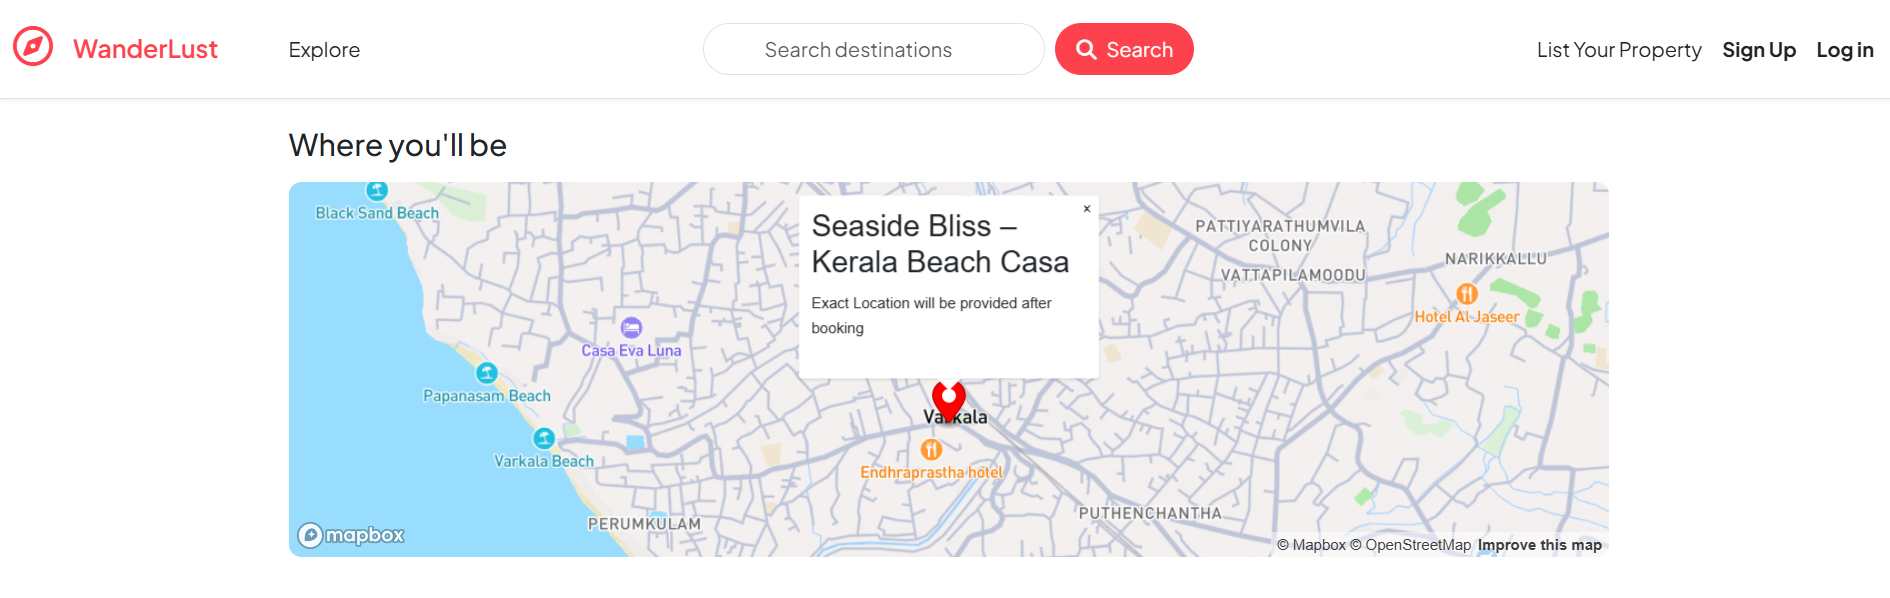 WanderLust
Explore
Search destinations
Search
List Your Property
Sign Up
Log in
Where you'll be
Black Sand Beach
×
Seaside Bliss –
Kerala Beach Casa
Exact Location will be provided after
booking
PATTIYARATHUMVILA
COLONY
VATTAPILAMOODU
NARIKKALLU
Hotel Al Jaseer
Casa Eva Luna
Papanasam Beach
Varkala
Varkala Beach
Endhraprastha hotel
PERUMKULAM
PUTHENCHANTHA
mapbox
© Mapbox © OpenStreetMap Improve this map